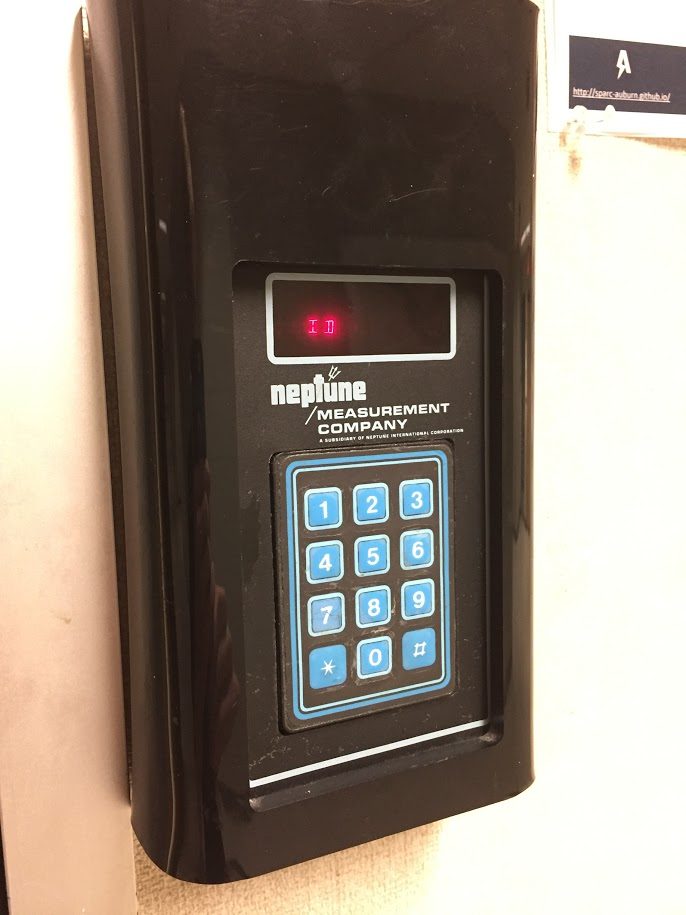 A
http://sparc-auburn.github.io/
ID
neptune
/MEASUREMENT
COMPANY
A SUBSIDIARY OF NEPTUNE INTERNATIONAL CORPORATION
1 2 3
4 5 6
7 8 9
* 0 #